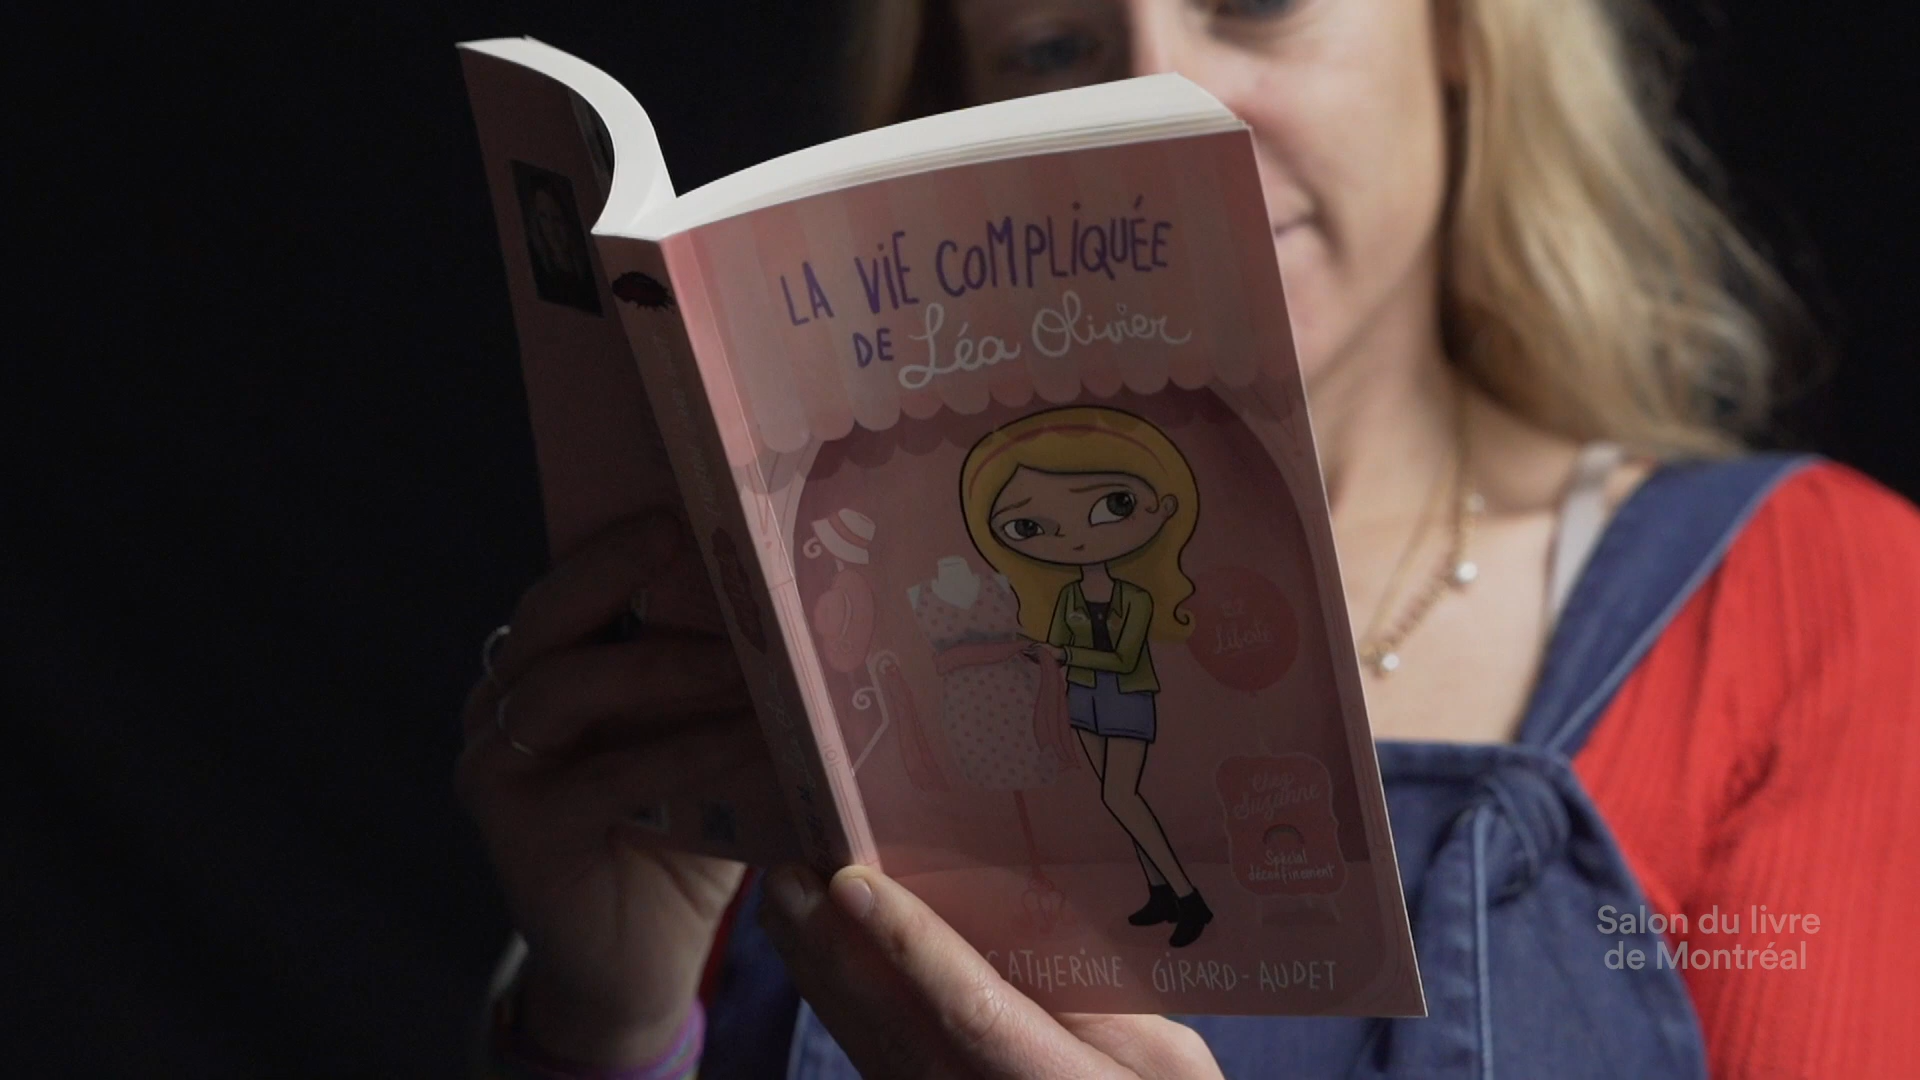 LA ViE COMPLiQUÉE
DE Léa Olivier
Chez
Suzanne
Spécial
déconfinement
CATHERiNE GiRARD-AUDET
Salon du livre
de Montréal